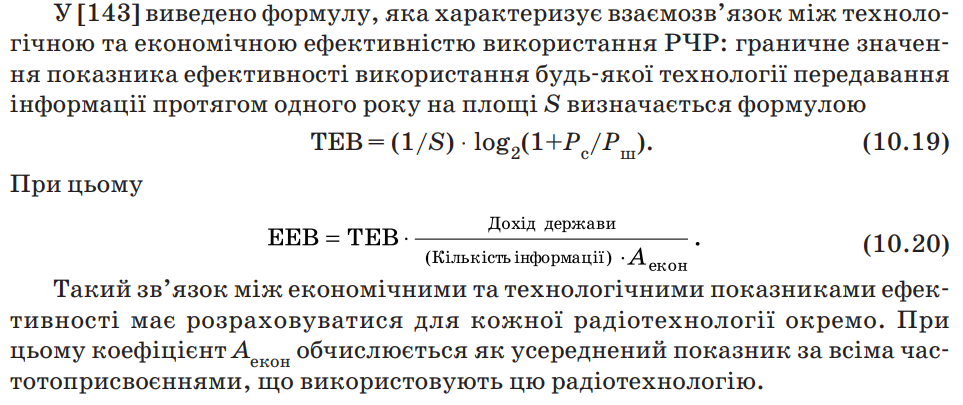 У [143] виведено формулу, яка характеризує взаємозв’язок між техноло-
гічною та економічною ефективністю використання РЧР: граничне значен-
ня показника ефективності використання будь-якої технології передавання
інформації протягом одного року на площі S визначається формулою
ТЕВ = (1/S) · log₂(1+Pс/Pш). (10.19)
При цьому
ЕЕВ = ТЕВ · Дохід держави / (Кількість інформації) · Aекон . (10.20)
Такий зв’язок між економічними та технологічними показниками ефек-
тивності має розраховуватися для кожної радіотехнології окремо. При
цьому коефіцієнт Aекон обчислюється як усереднений показник за всіма час-
тотоприсвоєннями, що використовують цю радіотехнологію.